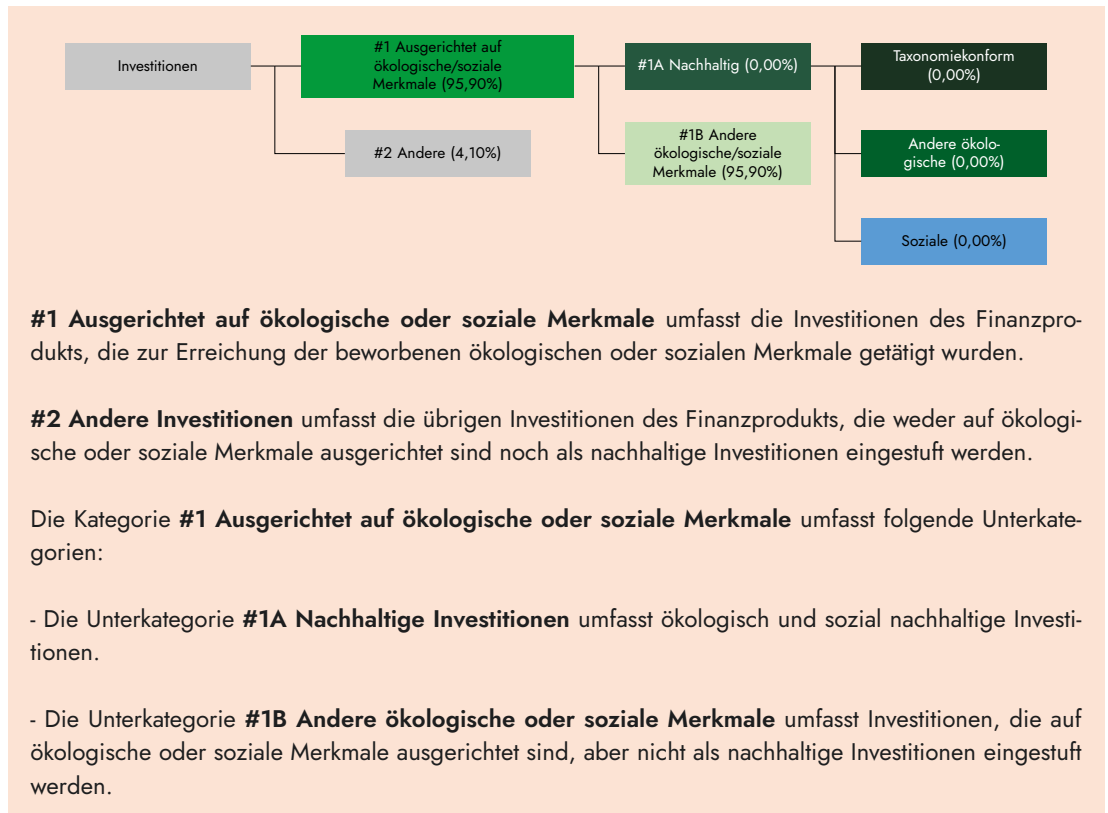 Investitionen
#1 Ausgerichtet auf
ökologische/soziale
Merkmale (95,90%)
#1A Nachhaltig (0,00%)
Taxonomiekonform
(0,00%)
#2 Andere (4,10%)
#1B Andere
ökologische/soziale
Merkmale (95,90%)
Andere ökolo-
gische (0,00%)
Soziale (0,00%)
#1 Ausgerichtet auf ökologische oder soziale Merkmale umfasst die Investitionen des Finanzpro-
dukts, die zur Erreichung der beworbenen ökologischen oder sozialen Merkmale getätigt wurden.
#2 Andere Investitionen umfasst die übrigen Investitionen des Finanzprodukts, die weder auf ökologi-
sche oder soziale Merkmale ausgerichtet sind noch als nachhaltige Investitionen eingestuft werden.
Die Kategorie #1 Ausgerichtet auf ökologische oder soziale Merkmale umfasst folgende Unterkate-
gorien:
- Die Unterkategorie #1A Nachhaltige Investitionen umfasst ökologisch und sozial nachhaltige Investi-
tionen.
- Die Unterkategorie #1B Andere ökologische oder soziale Merkmale umfasst Investitionen, die auf
ökologische oder soziale Merkmale ausgerichtet sind, aber nicht als nachhaltige Investitionen eingestuft
werden.